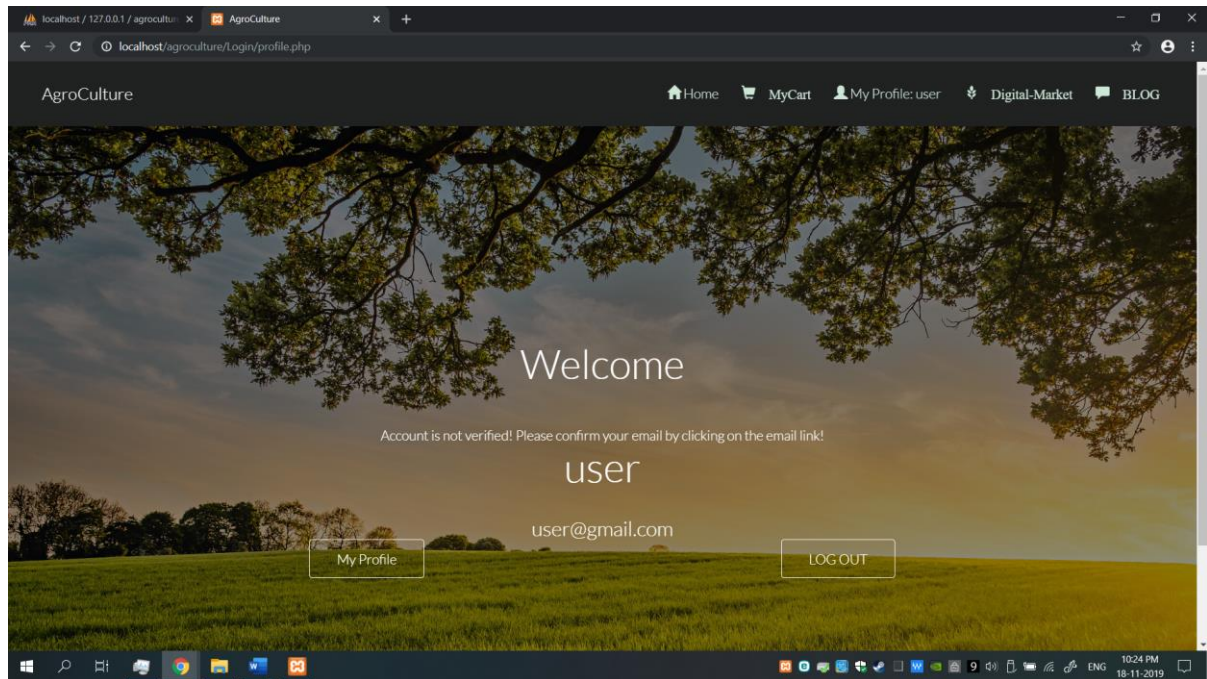 localhost / 127.0.0.1 / agrocultur
AgroCulture
localhost/agroculture/Login/profile.php
AgroCulture
Home MyCart My Profile: user Digital-Market BLOG
Welcome
Account is not verified! Please confirm your email by clicking on the email link!
user
user@gmail.com
My Profile
LOG OUT
9
ENG
10:24 PM
18-11-2019